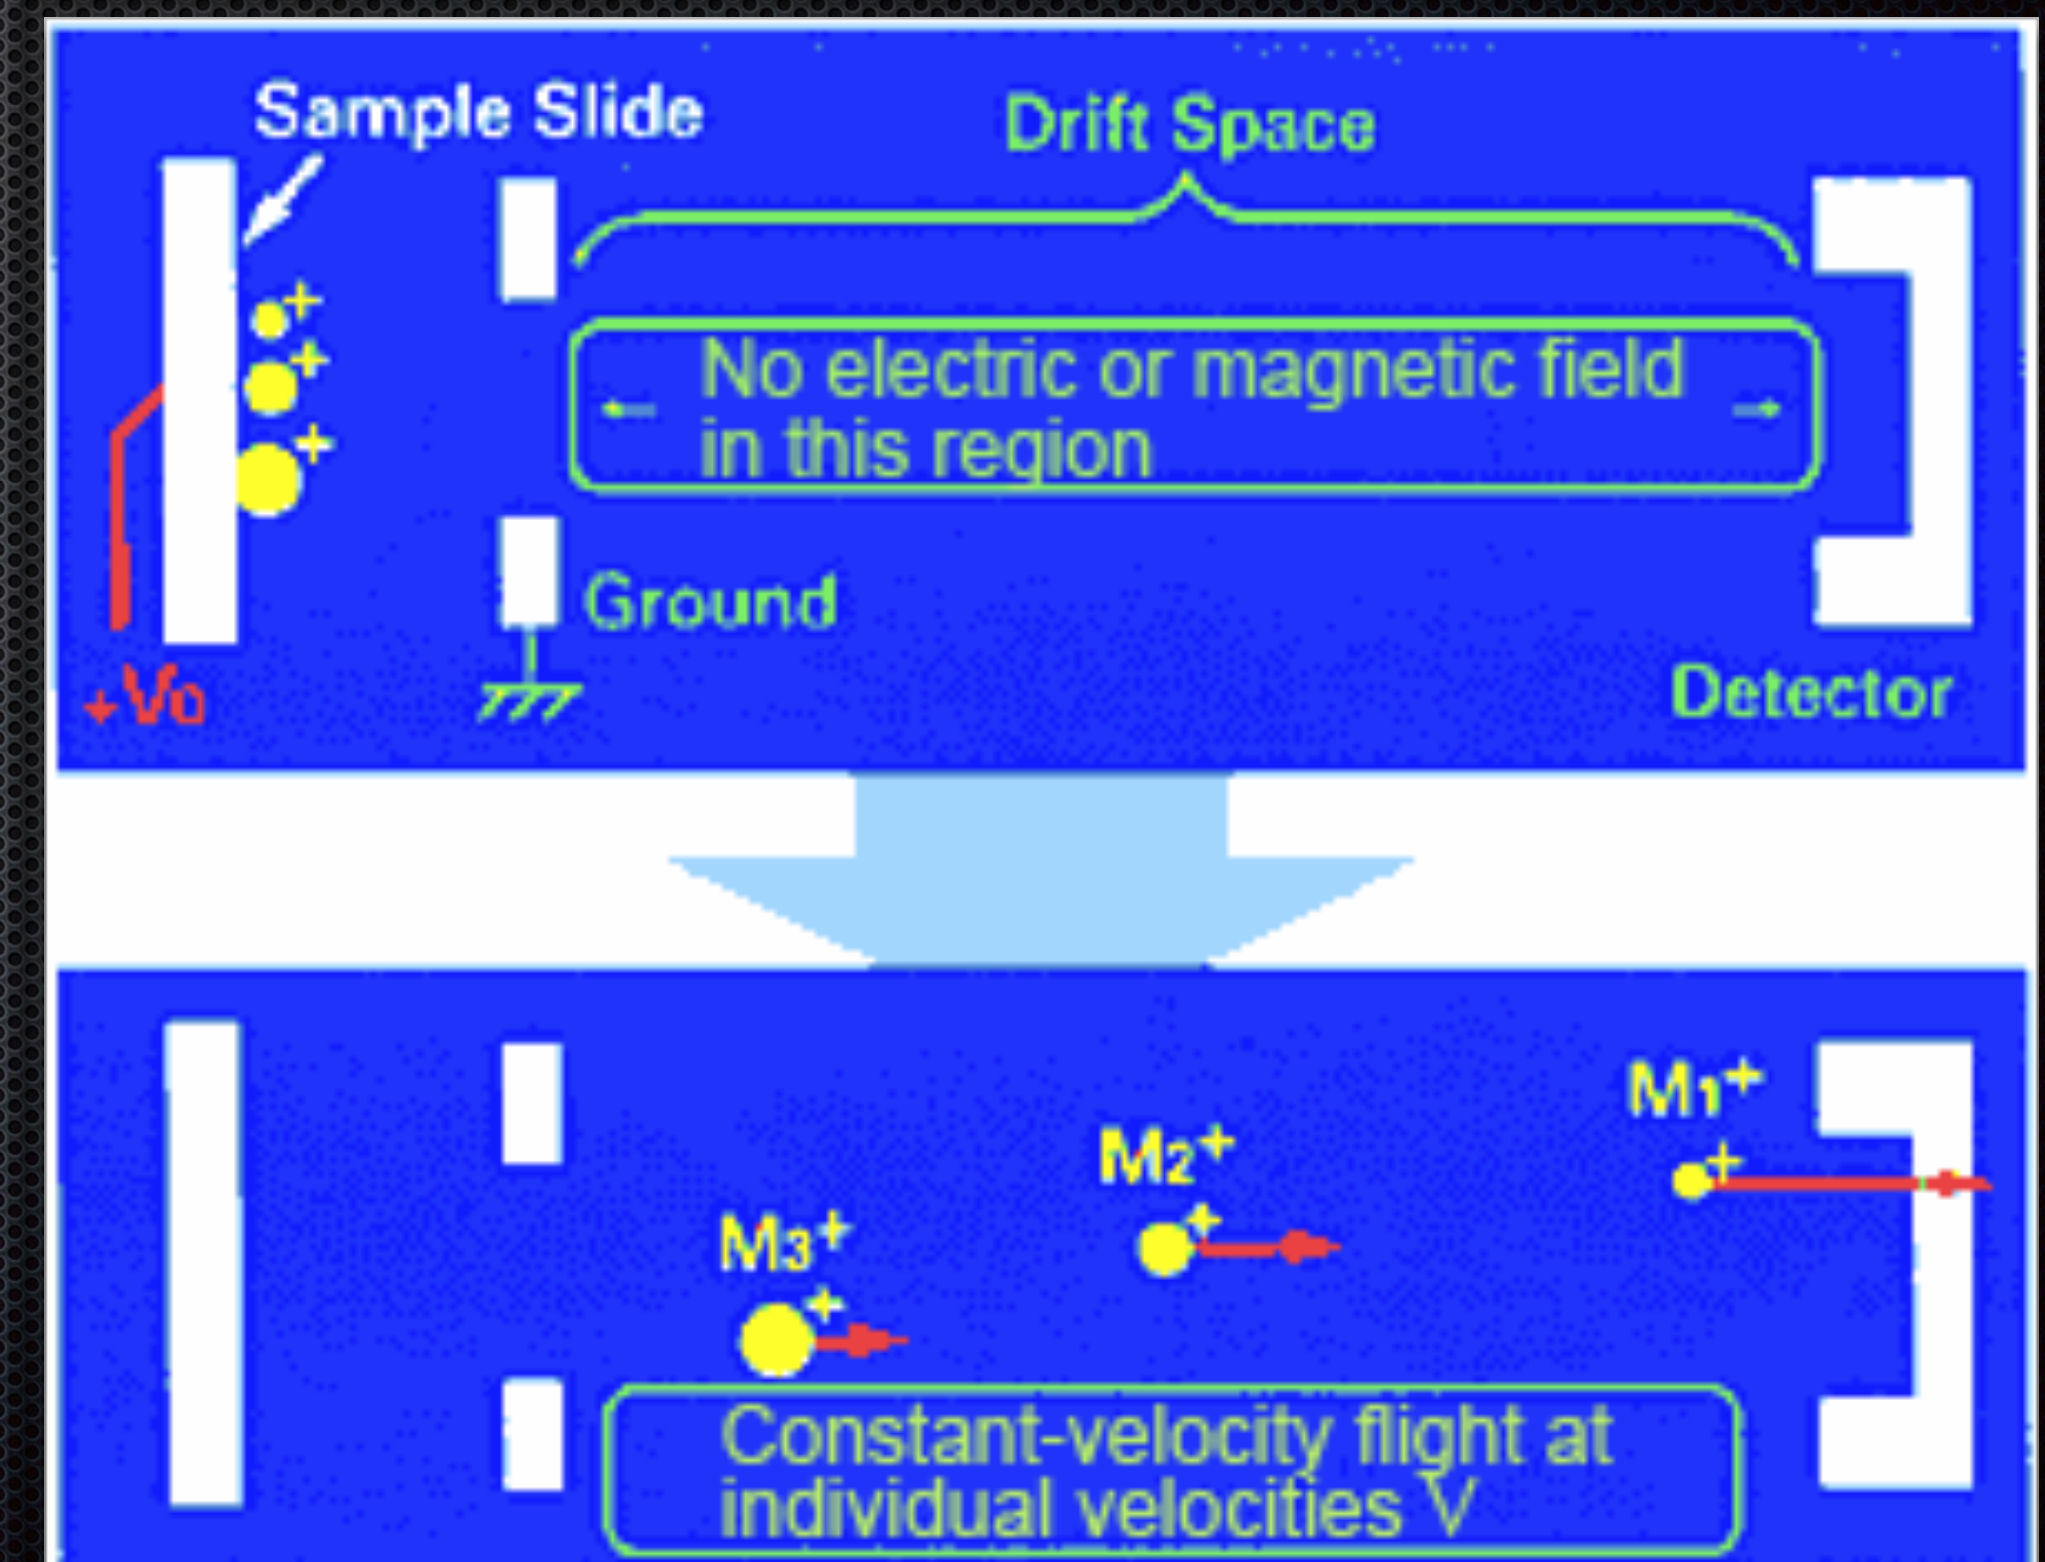 Sample Slide
Drift Space
+
+
+
No electric or magnetic field
in this region
Ground
+Vo
Detector
M1+
+
M2+
+
M3+
+
Constant-velocity flight at
individual velocities V